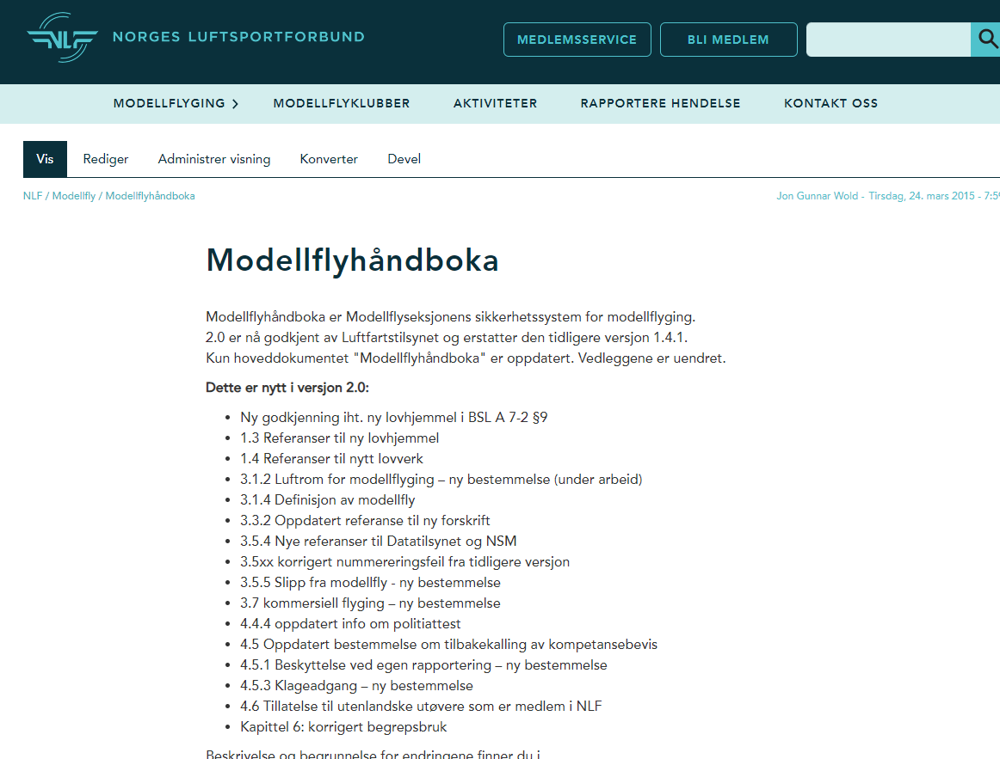 NLF NORGES LUFTSPORTFORBUND
MEDLEMSSERVICE
BLI MEDLEM
MODELLFLYGING
MODELLFLYKLUBBER
AKTIVITETER
RAPPORTERE HENDELSE
KONTAKT OSS
Vis
Rediger
Administrer visning
Konverter
Devel
NLF / Modellfly / Modellflyhåndboka
Jon Gunnar Wold - Tirsdag, 24. mars 2015 - 7:59
Modellflyhåndboka
Modellflyhåndboka er Modellflyseksjonens sikkerhetssystem for modellflyging.
2.0 er nå godkjent av Luftfartstilsynet og erstatter den tidligere versjon 1.4.1.
Kun hoveddokumentet "Modellflyhåndboka" er oppdatert. Vedleggene er uendret.
Dette er nytt i versjon 2.0:
• Ny godkjenning iht. ny lovhjemmel i BSL A 7-2 §9
• 1.3 Referanser til ny lovhjemmel
• 1.4 Referanser til nytt lovverk
• 3.1.2 Luftrom for modellflyging – ny bestemmelse (under arbeid)
• 3.1.4 Definisjon av modellfly
• 3.3.2 Oppdatert referanse til ny forskrift
• 3.5.4 Nye referanser til Datatilsynet og NSM
• 3.5xx korrigert nummereringsfeil fra tidligere versjon
• 3.5.5 Slipp fra modellfly - ny bestemmelse
• 3.7 kommersiell flyging – ny bestemmelse
• 4.4.4 oppdatert info om politiattest
• 4.5 Oppdatert bestemmelse om tilbakekalling av kompetansebevis
• 4.5.1 Beskyttelse ved egen rapportering – ny bestemmelse
• 4.5.3 Klageadgang – ny bestemmelse
• 4.6 Tillatelse til utenlandske utøvere som er medlem i NLF
• Kapittel 6: korrigert begrepsbruk
Beskrivelse og begrunnelse for endringene finner du i